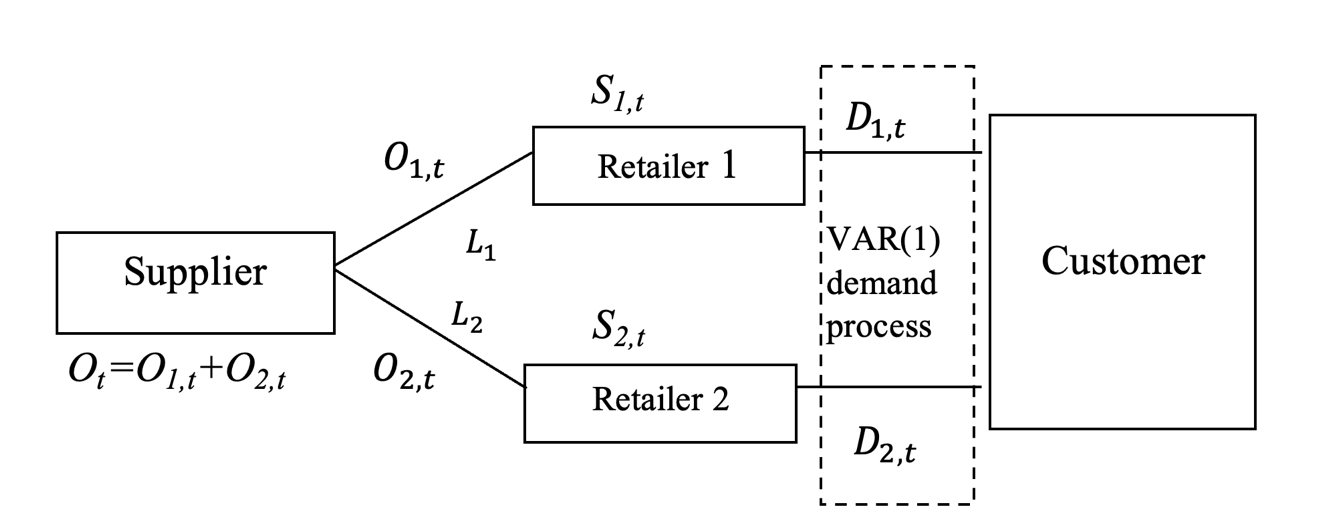 S1,t
D1,t
O1,t
Retailer 1
L1
VAR(1)
demand
process
Customer
Supplier
L2
S2,t
Ot=O1,t+O2,t
O2,t
Retailer 2
D2,t